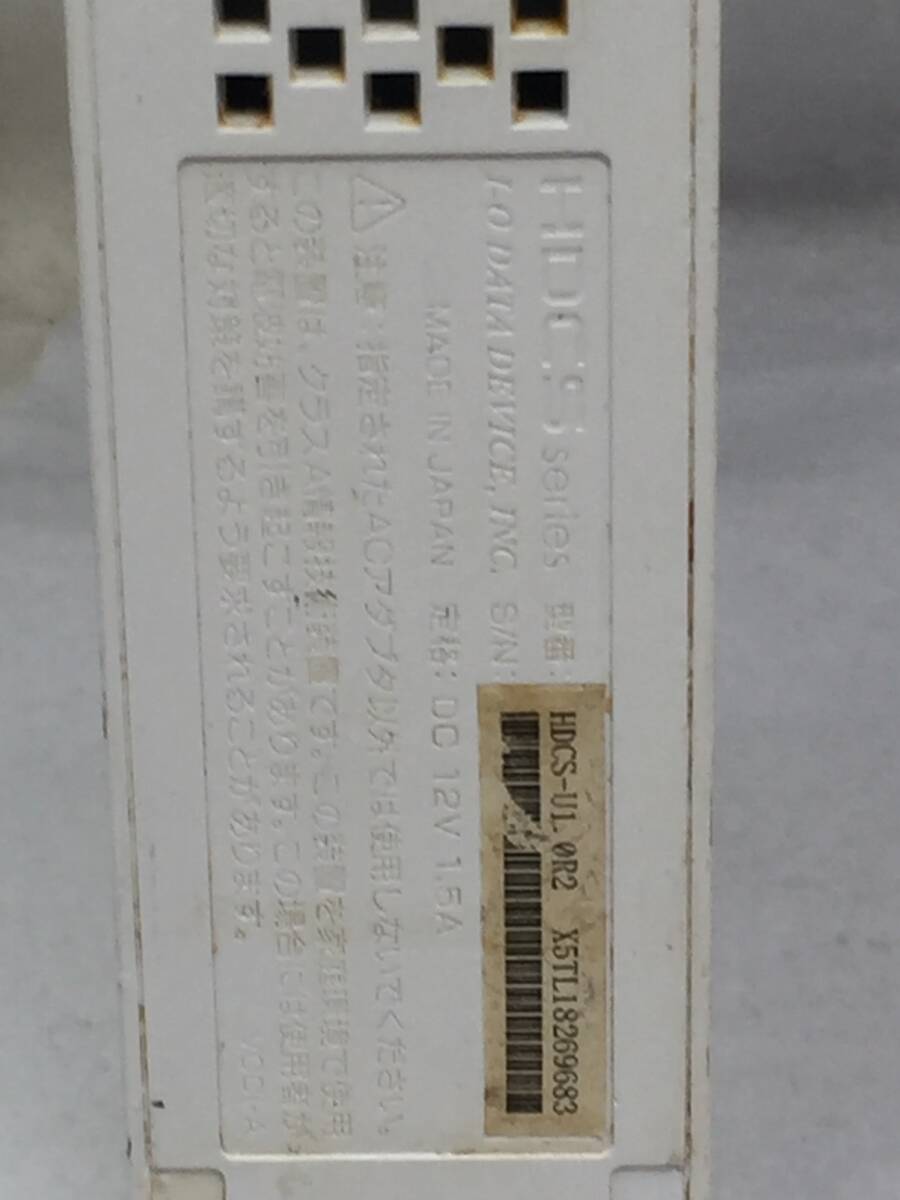 HDCS series 型番:
I-O DATA DEVICE, INC. S/N:
HDCS-U1.0R2 X5TL18269683
MADE IN JAPAN 定格: DC 12V 1.5A
注意:指定されたACアダプタ以外では使用しないでください。
この装置は、クラスA情報技術装置です。この装置を家庭環境で使用
すると電波妨害を引き起こすことがあります。この場合には使用者が
適切な対策を講ずるよう要求されることがあります。 VCCI-A